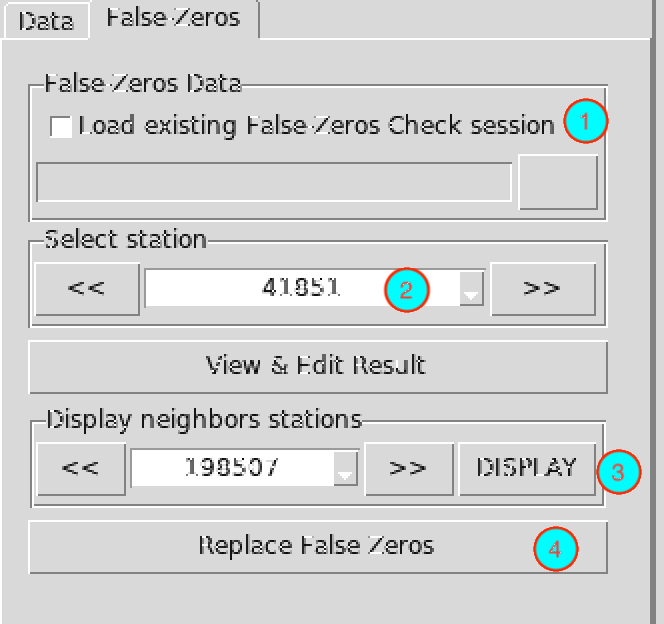 Data False-Zeros
False-Zeros Data
Load existing False-Zeros Check session 1
Select station
<< 41851 2 >>
View & Edit Result
Display neighbors stations
<< 198507 >> DISPLAY 3
Replace False Zeros 4